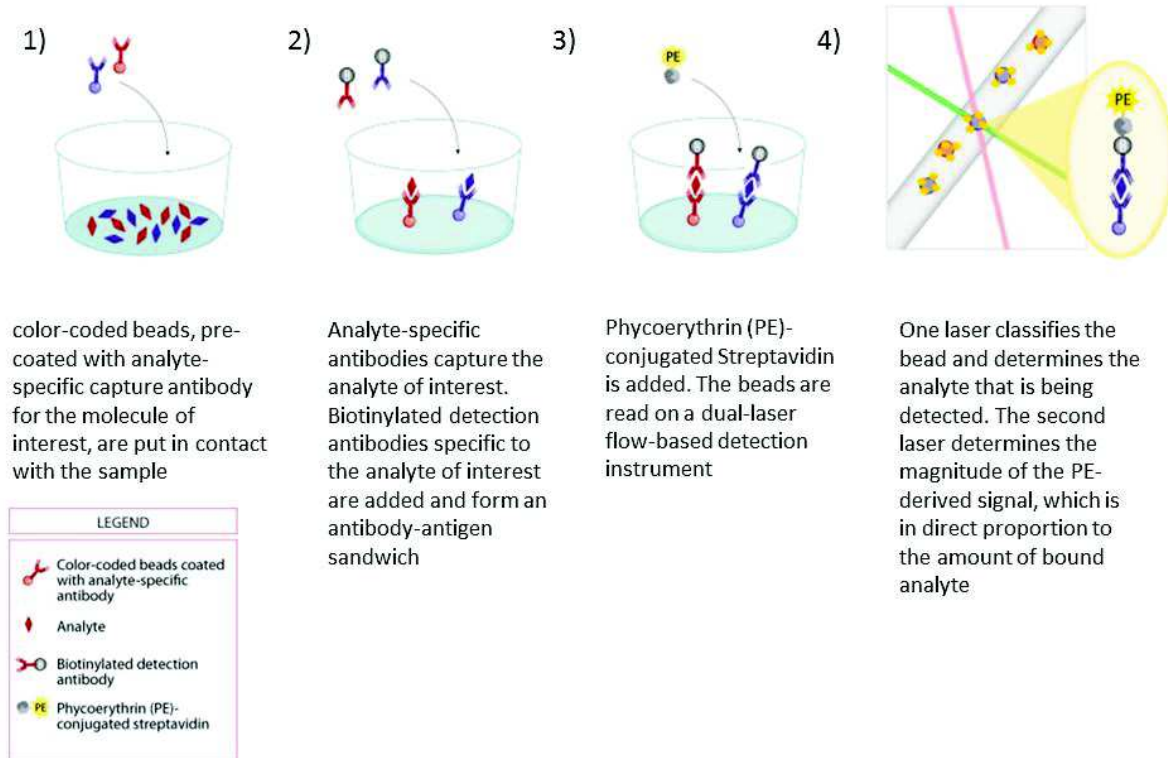 1)
2)
3)
4)
PE
PE
color-coded beads, pre-
coated with analyte-
specific capture antibody
for the molecule of
interest, are put in contact
with the sample
Analyte-specific
antibodies capture the
analyte of interest.
Biotinylated detection
antibodies specific to
the analyte of interest
are added and form an
antibody-antigen
sandwich
Phycoerythrin (PE)-
conjugated Streptavidin
is added. The beads are
read on a dual-laser
flow-based detection
instrument
One laser classifies the
bead and determines the
analyte that is being
detected. The second
laser determines the
magnitude of the PE-
derived signal, which is
in direct proportion to
the amount of bound
analyte
LEGEND
Color-coded beads coated
with analyte-specific
antibody
Analyte
Biotinylated detection
antibody
PE
Phycoerythrin (PE)-
conjugated streptavidin